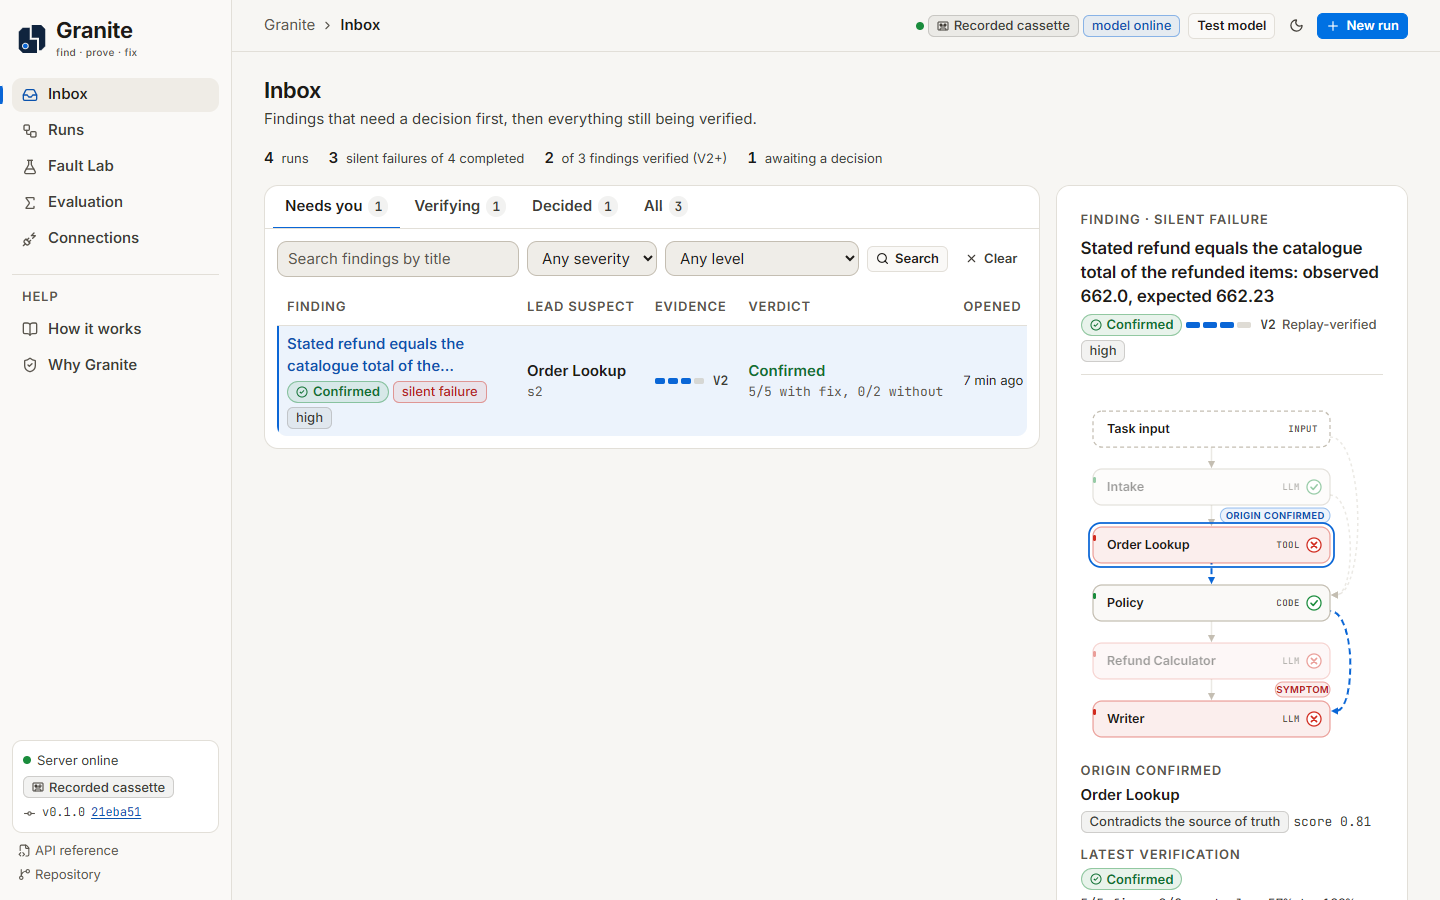 Granite
find · prove · fix
Inbox
Runs
Fault Lab
Evaluation
Connections
HELP
How it works
Why Granite
Server online
Recorded cassette
v0.1.0 21eba51
API reference
Repository
Granite > Inbox
Recorded cassette model online Test model + New run
Inbox
Findings that need a decision first, then everything still being verified.
4 runs 3 silent failures of 4 completed 2 of 3 findings verified (V2+) 1 awaiting a decision
Needs you 1 Verifying 1 Decided 1 All 3
Search findings by title Any severity Any level Search × Clear
FINDING LEAD SUSPECT EVIDENCE VERDICT OPENED
Stated refund equals the
catalogue total of the...
Confirmed silent failure
high
Order Lookup
s2
V2
Confirmed
5/5 with fix, 0/2 without
7 min ago
FINDING · SILENT FAILURE
Stated refund equals the catalogue
total of the refunded items: observed
662.0, expected 662.23
Confirmed V2 Replay-verified
high
Task input INPUT
Intake LLM
ORIGIN CONFIRMED
Order Lookup TOOL
Policy CODE
Refund Calculator LLM
SYMPTOM
Writer LLM
ORIGIN CONFIRMED
Order Lookup
Contradicts the source of truth score 0.81
LATEST VERIFICATION
Confirmed